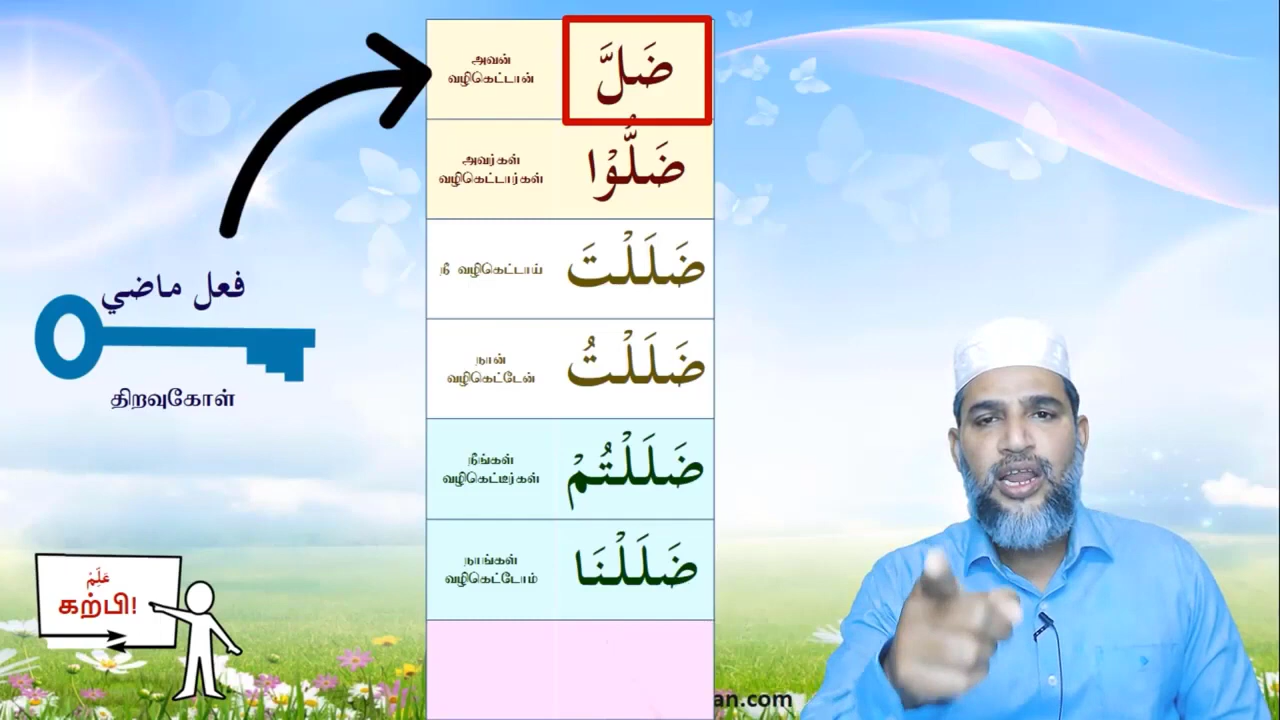 அவன்
வழிகெட்டான்
ضَلَّ
அவர்கள்
வழிகெட்டார்கள்
ضَلُّوْا
நீ வழிகெட்டாய்
ضَلَلْتَ
நான்
வழிகெட்டேன்
ضَلَلْتُ
நீங்கள்
வழிகெட்டீர்கள்
ضَلَلْتُمْ
நாங்கள்
வழிகெட்டோம்
ضَلَلْنَا
فعل ماضي
திறவுகோள்
عَلِّمْ
கற்பி!
an.com